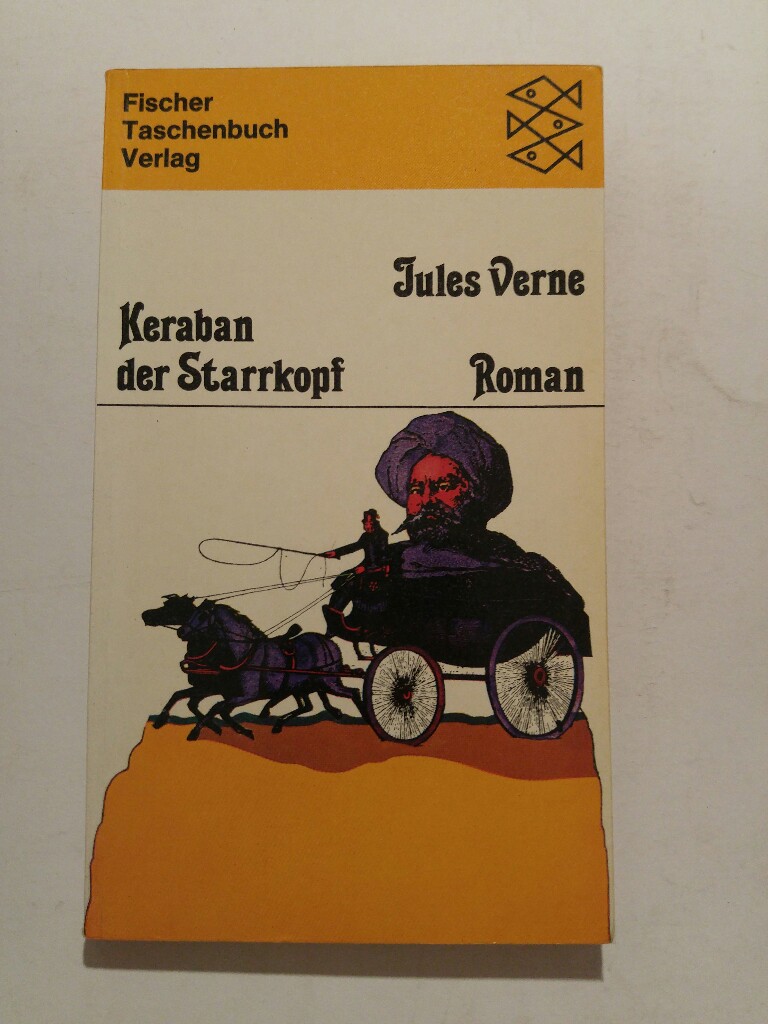 Fischer
Taschenbuch
Verlag
Jules Verne
Keraban
der Starrkopf
Roman